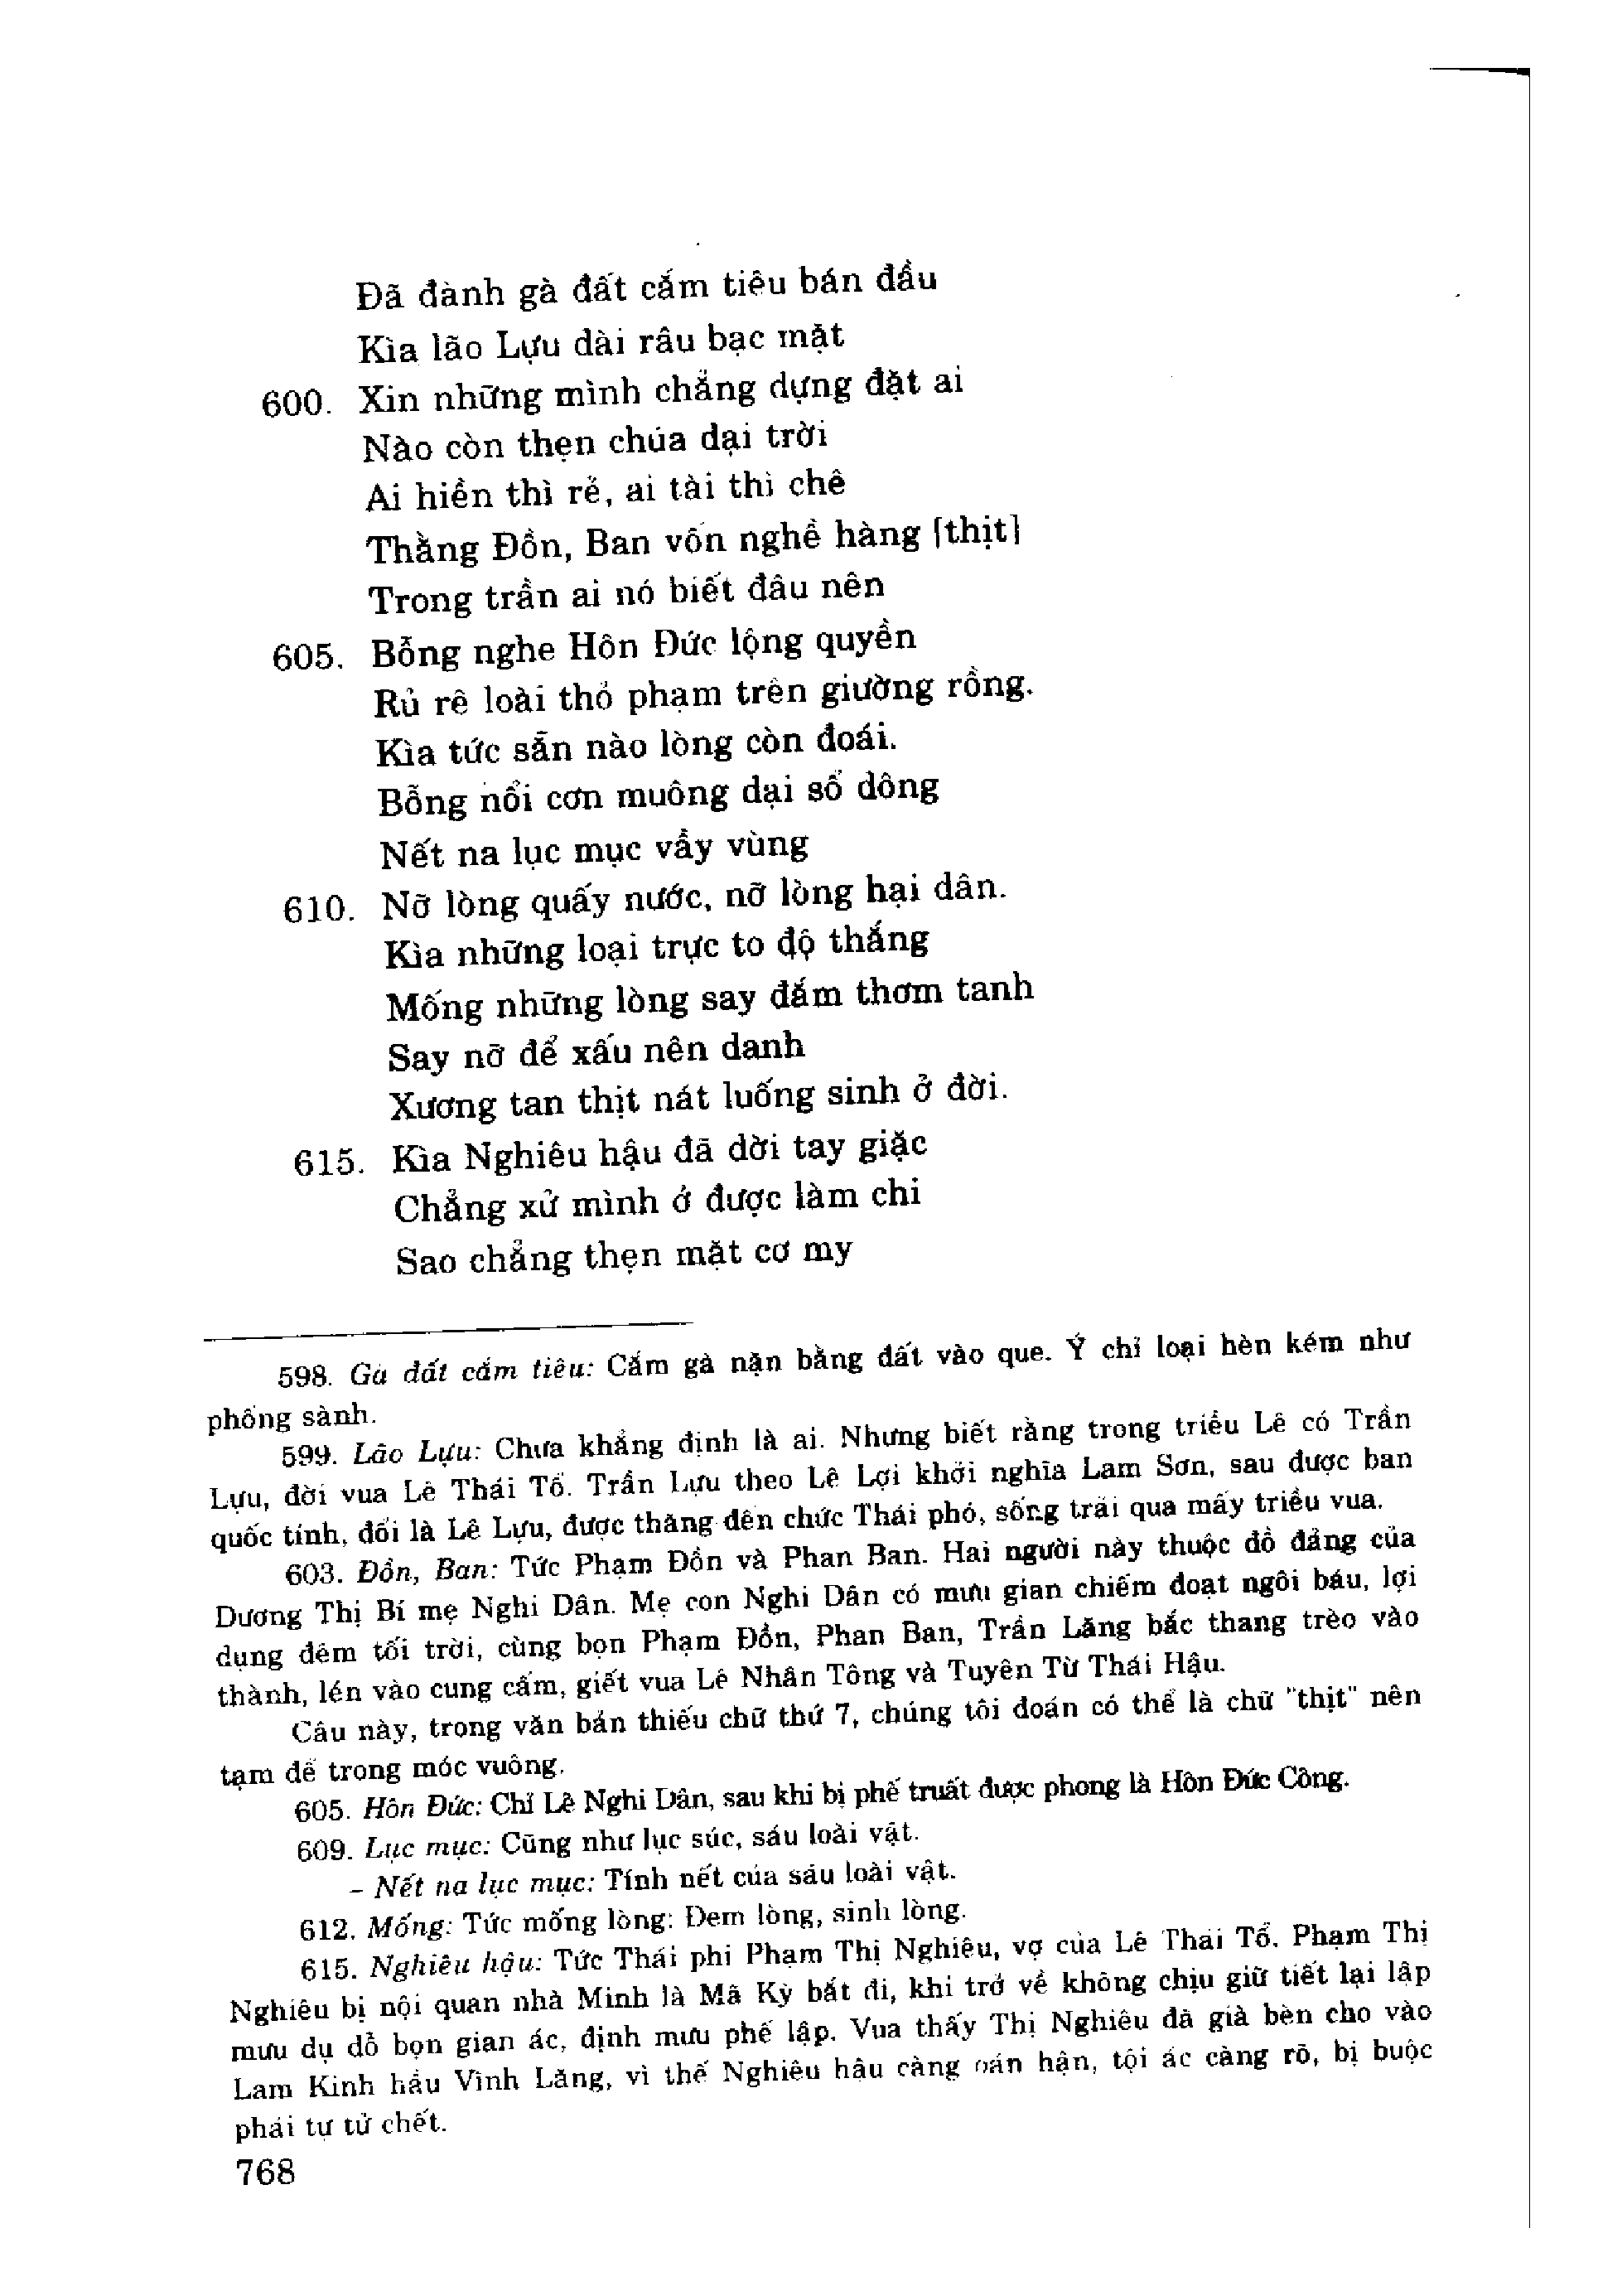 Đã đành gà đất cắm tiêu bán đầu
Kìa lão Lựu dài râu bạc mặt
600. Xin những mình chẳng dựng đặt ai
Nào còn thẹn chúa dại trời
Ai hiền thì rẻ, ai tài thì chê
Thằng Đồn, Ban vốn nghề hàng [thịt]
Trong trần ai nó biết đâu nên
605. Bỗng nghe Hôn Đức lộng quyền
Rủ rê loài thỏ phạm trên giường rồng.
Kìa tức sẵn nào lòng còn đoái.
Bỗng nổi cơn muông dại sổ dông
Nết na lục mục vẫy vùng
610. Nỡ lòng quấy nước, nỡ lòng hại dân.
Kìa những loại trực to độ thắng
Mống những lòng say đắm thơm tanh
Say nỡ để xấu nên danh
Xương tan thịt nát luống sinh ở đời.
615. Kìa Nghiêu hậu đã dời tay giặc
Chẳng xử mình ở được làm chi
Sao chẳng thẹn mặt cơ my
598. Gà đất cắm tiêu: Cắm gà nặn bằng đất vào que. Ý chỉ loại hèn kém như
phỗng sành.
599. Lão Lựu: Chưa khẳng định là ai. Nhưng biết rằng trong triều Lê có Trần
Lựu, đời vua Lê Thái Tổ. Trần Lựu theo Lê Lợi khởi nghĩa Lam Sơn, sau được ban
quốc tính, đổi là Lê Lựu, được thăng đến chức Thái phó, sống trải qua mấy triều vua.
603. Đồn, Ban: Tức Phạm Đồn và Phan Ban. Hai người này thuộc đồ đảng của
Dương Thị Bí mẹ Nghi Dân. Mẹ con Nghi Dân có mưu gian chiếm đoạt ngôi báu, lợi
dụng đêm tối trời, cùng bọn Phạm Đồn, Phan Ban, Trần Lăng bắc thang trèo vào
thành, lén vào cung cấm, giết vua Lê Nhân Tông và Tuyên Từ Thái Hậu.
Câu này, trong văn bản thiếu chữ thứ 7, chúng tôi đoán có thể là chữ "thịt" nên
tạm để trong móc vuông.
605. Hôn Đức: Chỉ Lê Nghi Dân, sau khi bị phế truất được phong là Hôn Đức Công.
609. Lục mục: Cũng như lục súc, sáu loài vật.
– Nết na lục mục: Tính nết của sáu loài vật.
612. Mống: Tức mống lòng: Đem lòng, sinh lòng.
615. Nghiêu hậu: Tức Thái phi Phạm Thị Nghiêu, vợ của Lê Thái Tổ. Phạm Thị
Nghiêu bị nội quan nhà Minh là Mã Kỳ bắt đi, khi trở về không chịu giữ tiết lại lập
mưu dụ dỗ bọn gian ác, định mưu phế lập. Vua thấy Thị Nghiêu đã già bèn cho vào
Lam Kinh hầu Vĩnh Lăng, vì thế Nghiêu hậu càng oán hận, tội ác càng rõ, bị buộc
phải tự tử chết.
768